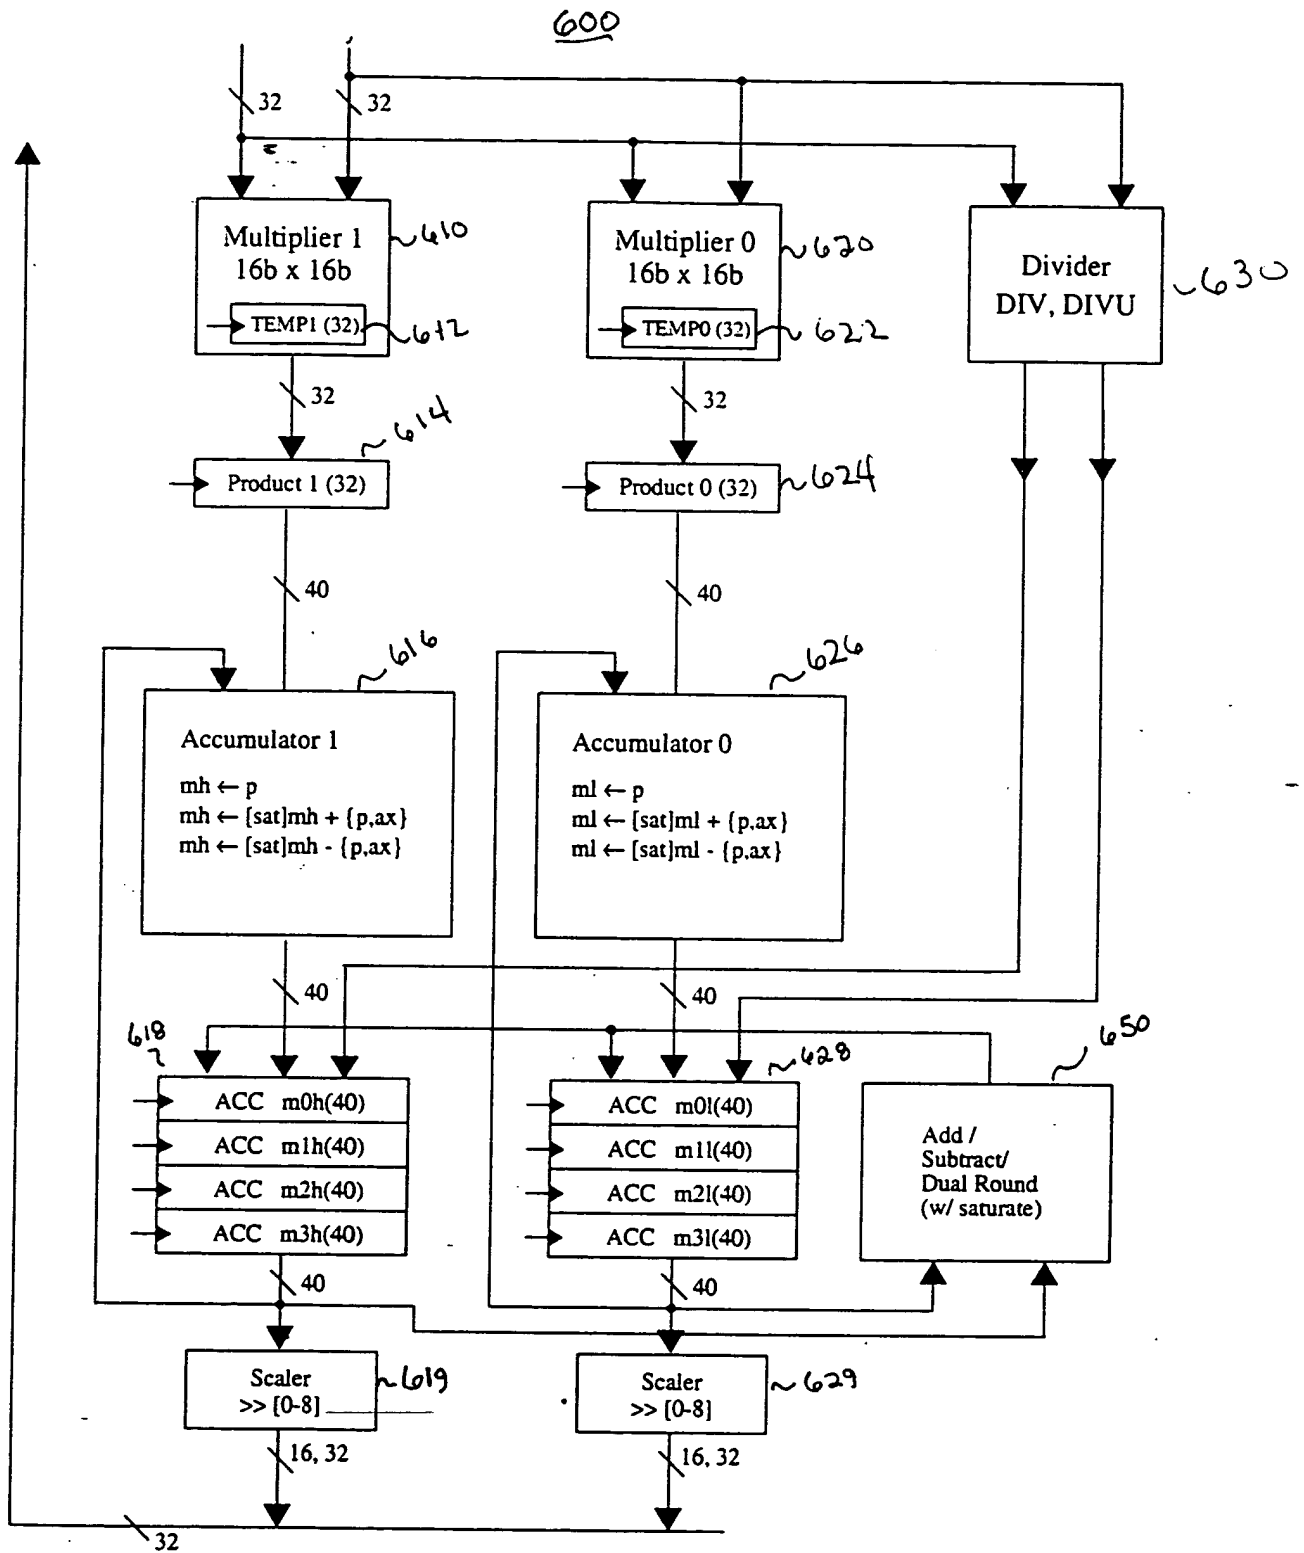 600
32
32
Multiplier 1
16b x 16b
TEMP1 (32)
610
612
Multiplier 0
16b x 16b
TEMP0 (32)
620
622
Divider
DIV, DIVU
630
32
32
614
Product 1 (32)
Product 0 (32)
624
40
40
616
626
Accumulator 1
mh ← p
mh ← [sat]mh + {p,ax}
mh ← [sat]mh - {p,ax}
Accumulator 0
ml ← p
ml ← [sat]ml + {p,ax}
ml ← [sat]ml - {p,ax}
40
40
618
628
650
ACC m0h(40)
ACC m1h(40)
ACC m2h(40)
ACC m3h(40)
ACC m0l(40)
ACC m1l(40)
ACC m2l(40)
ACC m3l(40)
Add /
Subtract/
Dual Round
(w/ saturate)
40
40
Scaler
>> [0-8]
619
Scaler
>> [0-8]
629
16, 32
16, 32
32